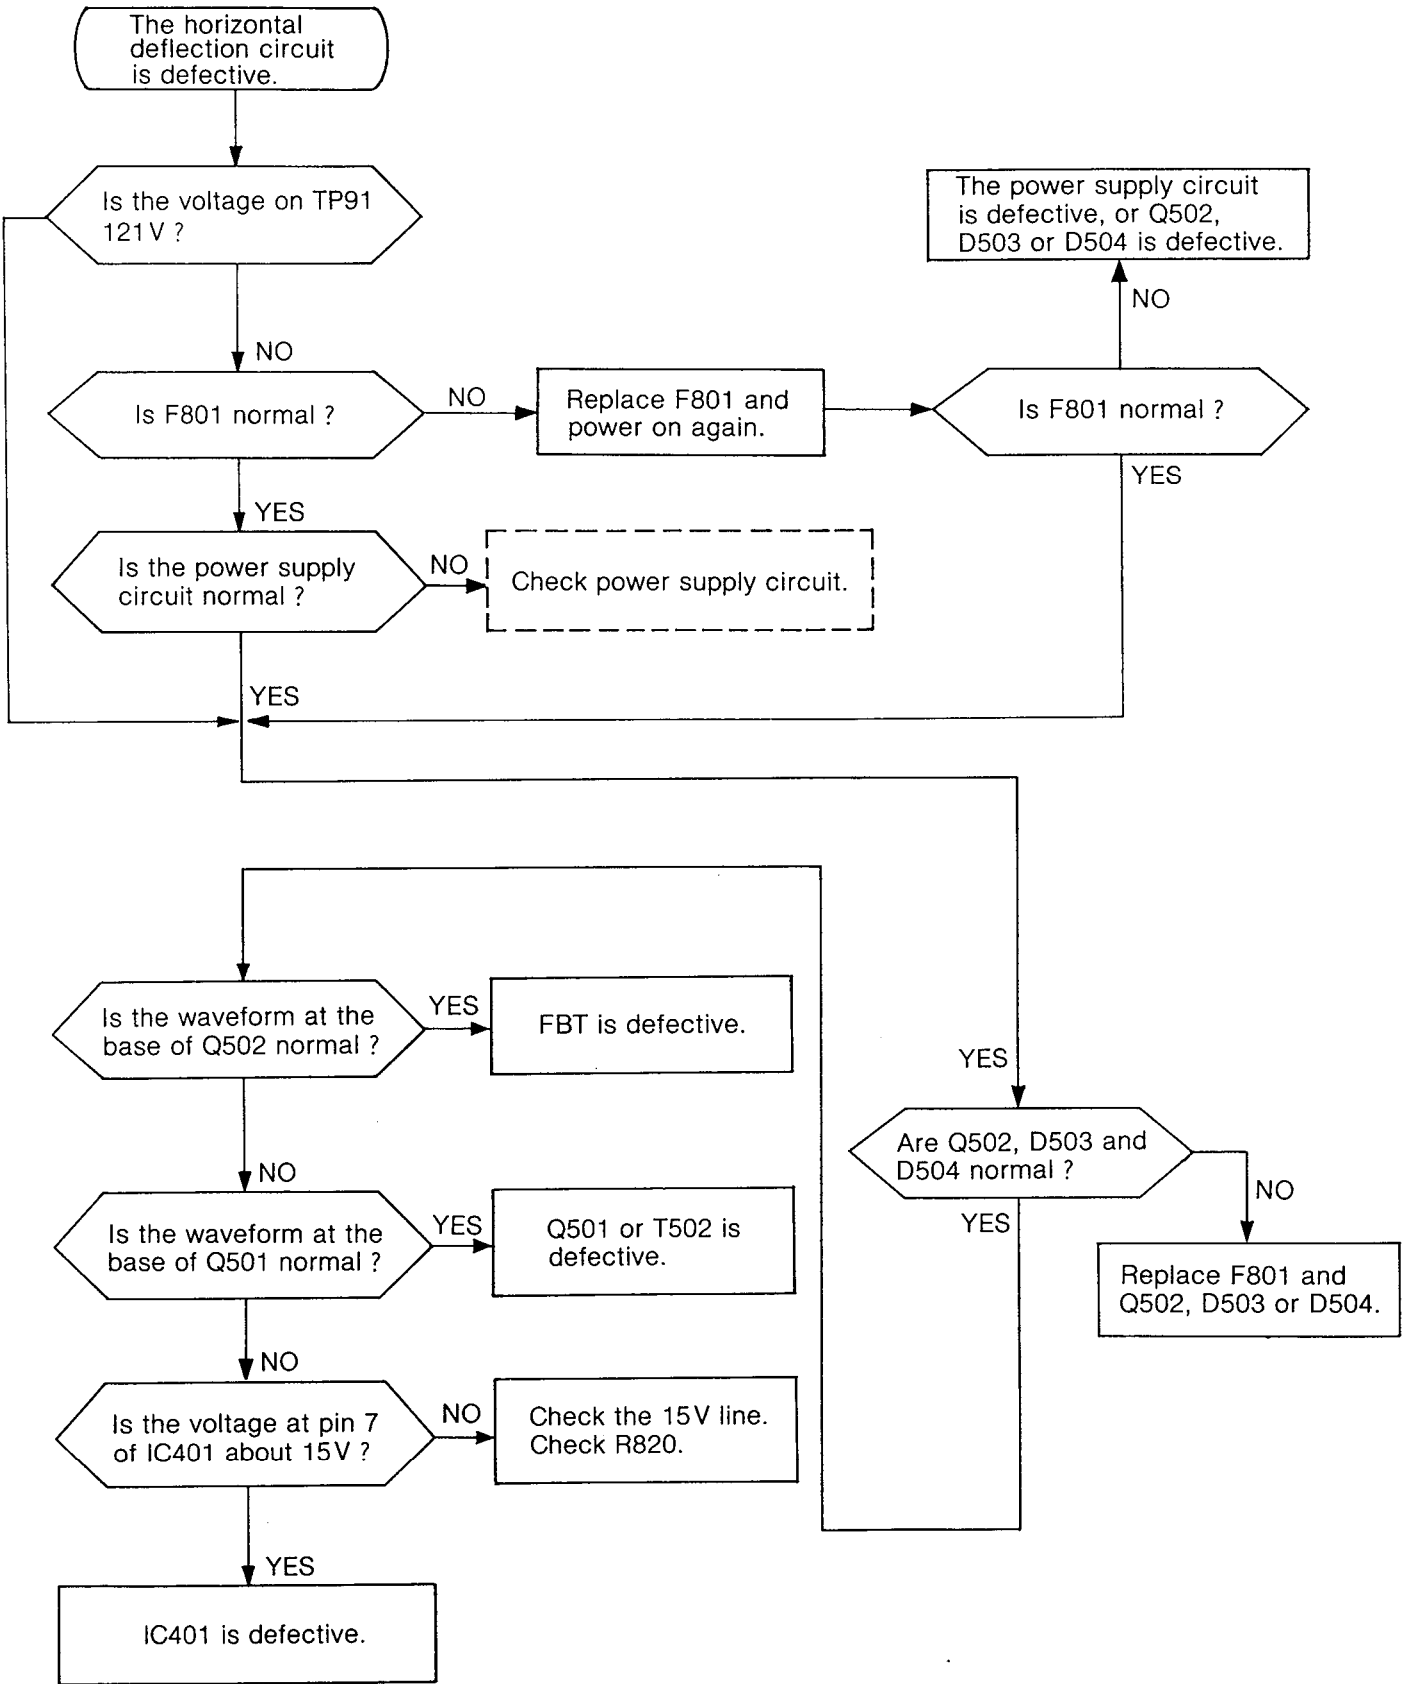 The horizontal
deflection circuit
is defective.
Is the voltage on TP91
121V ?
The power supply circuit
is defective, or Q502,
D503 or D504 is defective.
NO
NO
Is F801 normal ?
NO
Replace F801 and
power on again.
Is F801 normal ?
YES
YES
Is the power supply
circuit normal ?
NO
Check power supply circuit.
YES
Is the waveform at the
base of Q502 normal ?
YES
FBT is defective.
YES
Are Q502, D503 and
D504 normal ?
NO
YES
Replace F801 and
Q502, D503 or D504.
NO
Is the waveform at the
base of Q501 normal ?
YES
Q501 or T502 is
defective.
NO
Is the voltage at pin 7
of IC401 about 15V ?
NO
Check the 15V line.
Check R820.
YES
IC401 is defective.